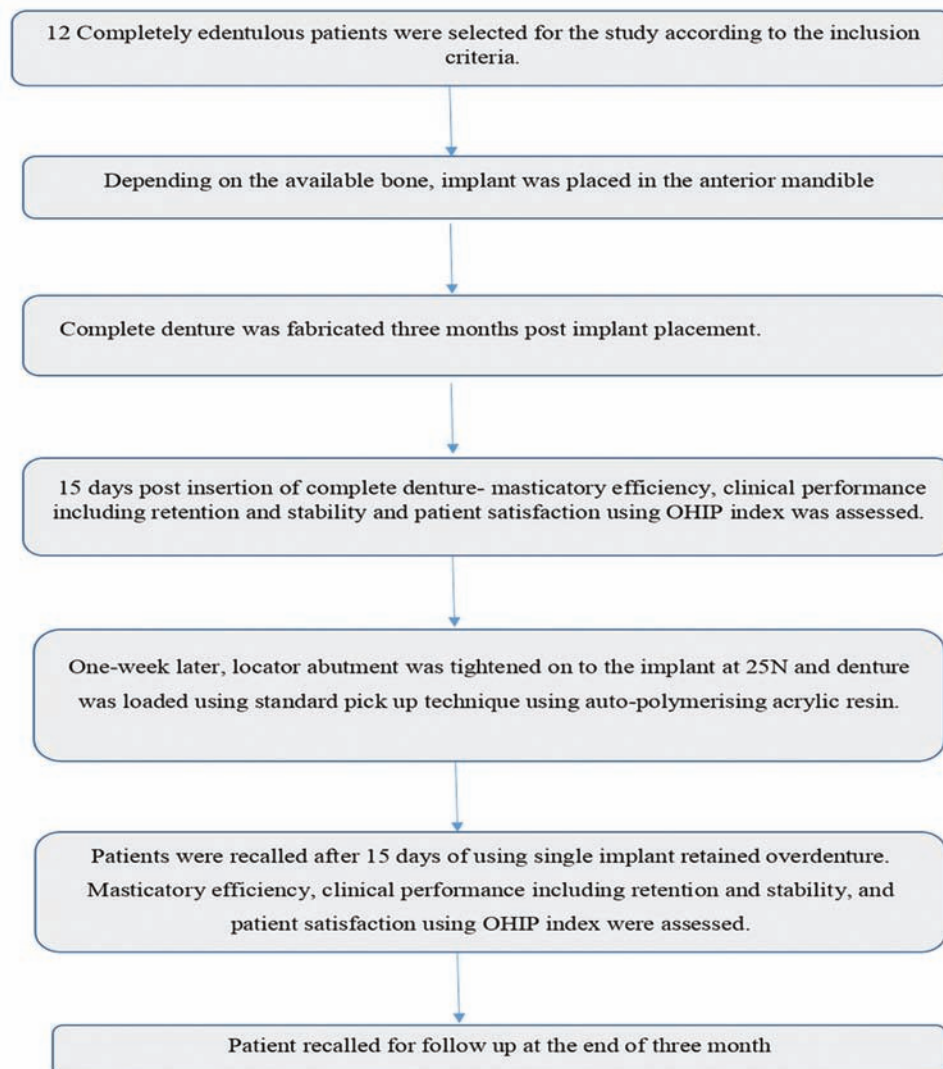 12 Completely edentulous patients were selected for the study according to the inclusion
criteria.
Depending on the available bone, implant was placed in the anterior mandible
Complete denture was fabricated three months post implant placement.
15 days post insertion of complete denture- masticatory efficiency, clinical performance
including retention and stability and patient satisfaction using OHIP index was assessed.
One-week later, locator abutment was tightened on to the implant at 25N and denture
was loaded using standard pick up technique using auto-polymerising acrylic resin.
Patients were recalled after 15 days of using single implant retained overdenture.
Masticatory efficiency, clinical performance including retention and stability, and
patient satisfaction using OHIP index were assessed.
Patient recalled for follow up at the end of three month